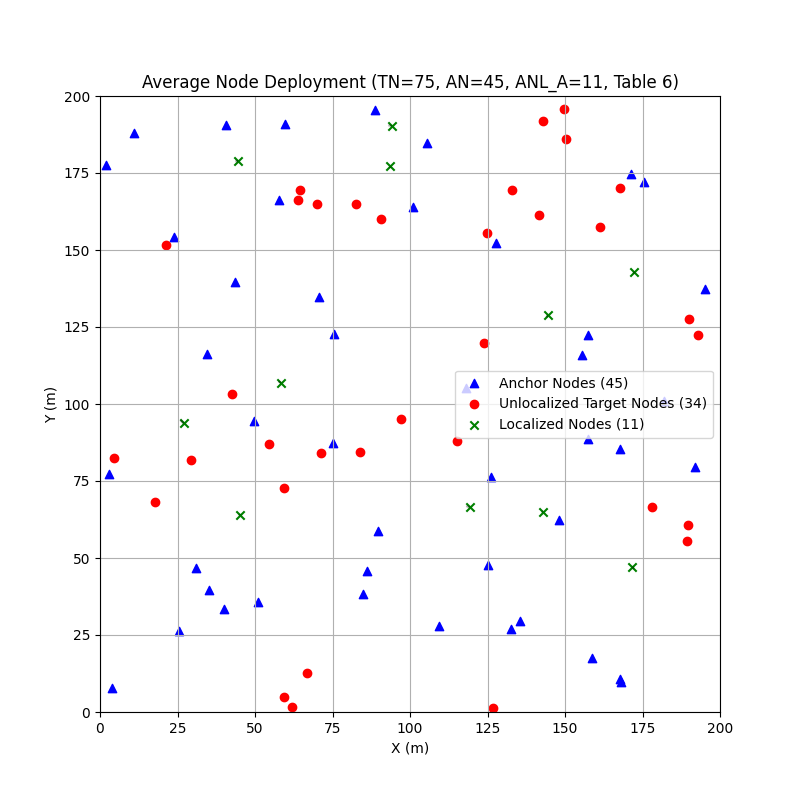 Average Node Deployment (TN=75, AN=45, ANL_A=11, Table 6)
200
175
150
125
100
75
50
25
0
Y (m)
Anchor Nodes (45)
Unlocalized Target Nodes (34)
Localized Nodes (11)
0 25 50 75 100 125 150 175 200
X (m)